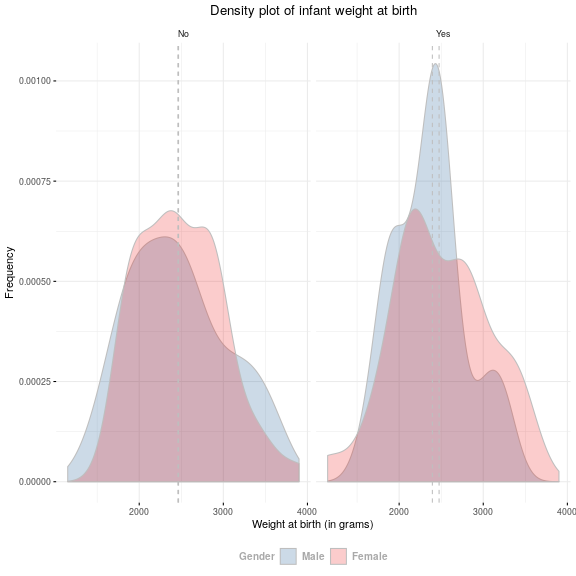 Density plot of infant weight at birth
No Yes
0.00100
0.00075
0.00050
0.00025
0.00000
Frequency
2000 3000 4000 2000 3000 4000
Weight at birth (in grams)
Gender Male Female